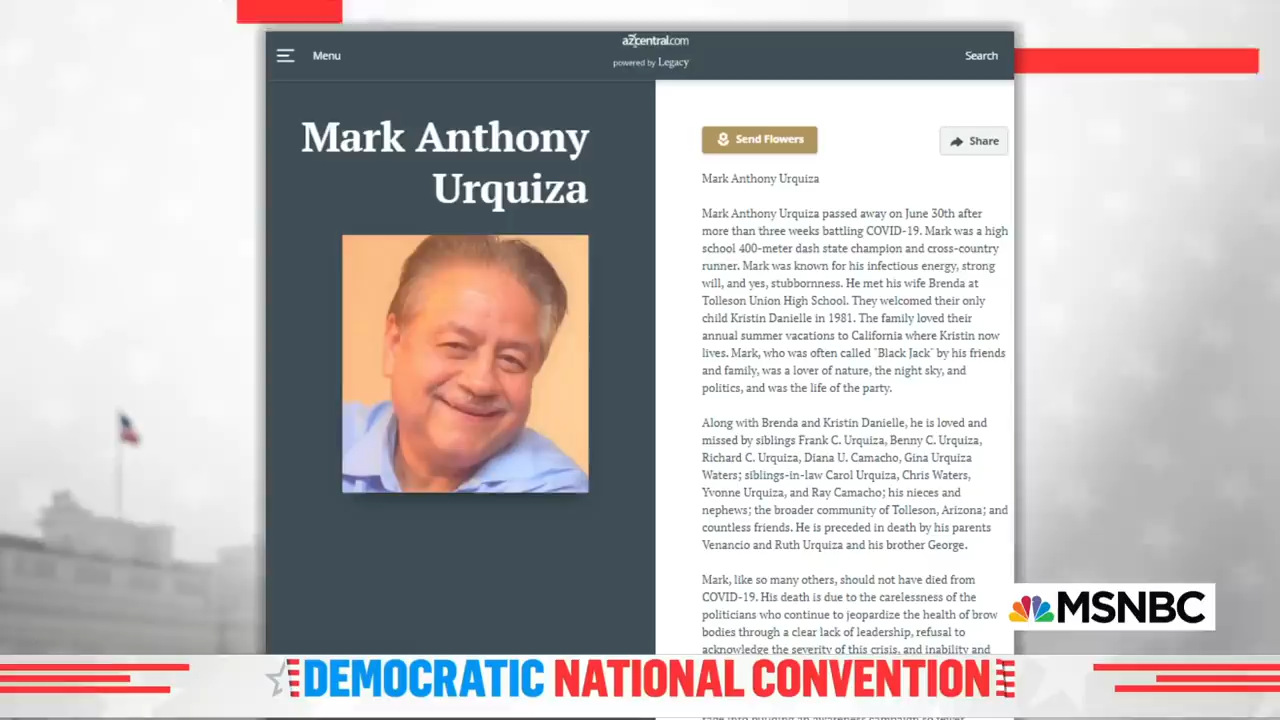 azcentral.com
Menu
powered by Legacy
Search
Mark Anthony
Urquiza
Send Flowers
Share
Mark Anthony Urquiza
Mark Anthony Urquiza passed away on June 30th after
more than three weeks battling COVID-19. Mark was a high
school 400-meter dash state champion and cross-country
runner. Mark was known for his infectious energy, strong
will, and yes, stubbornness. He met his wife Brenda at
Tolleson Union High School. They welcomed their only
child Kristin Danielle in 1981. The family loved their
annual summer vacations to California where Kristin now
lives. Mark, who was often called "Black Jack" by his friends
and family, was a lover of nature, the night sky, and
politics, and was the life of the party.
Along with Brenda and Kristin Danielle, he is loved and
missed by siblings Frank C. Urquiza, Benny C. Urquiza,
Richard C. Urquiza, Diana U. Camacho, Gina Urquiza
Waters; siblings-in-law Carol Urquiza, Chris Waters,
Yvonne Urquiza, and Ray Camacho; his nieces and
nephews; the broader community of Tolleson, Arizona; and
countless friends. He is preceded in death by his parents
Venancio and Ruth Urquiza and his brother George.
Mark, like so many others, should not have died from
COVID-19. His death is due to the carelessness of the
politicians who continue to jeopardize the health of brow
bodies through a clear lack of leadership, refusal to
acknowledge the severity of this crisis, and inability and
MSNBC
DEMOCRATIC NATIONAL CONVENTION